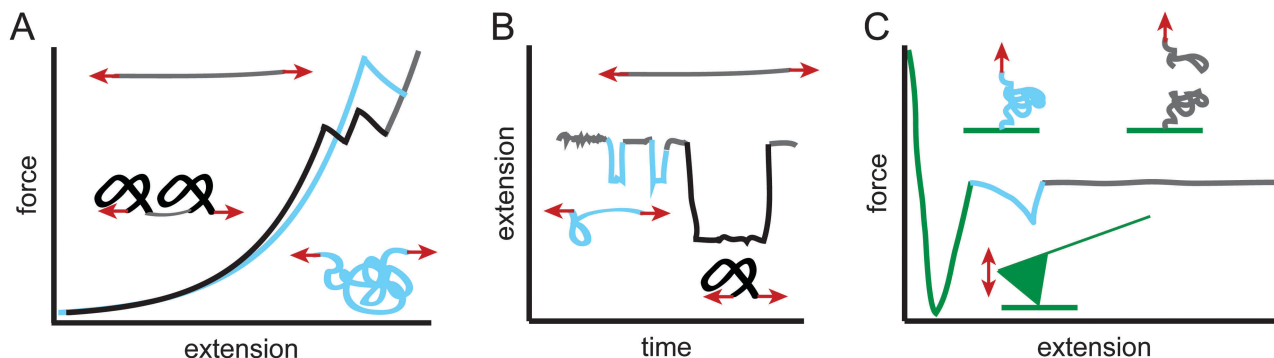 A
force
extension
B
extension
time
C
force
extension